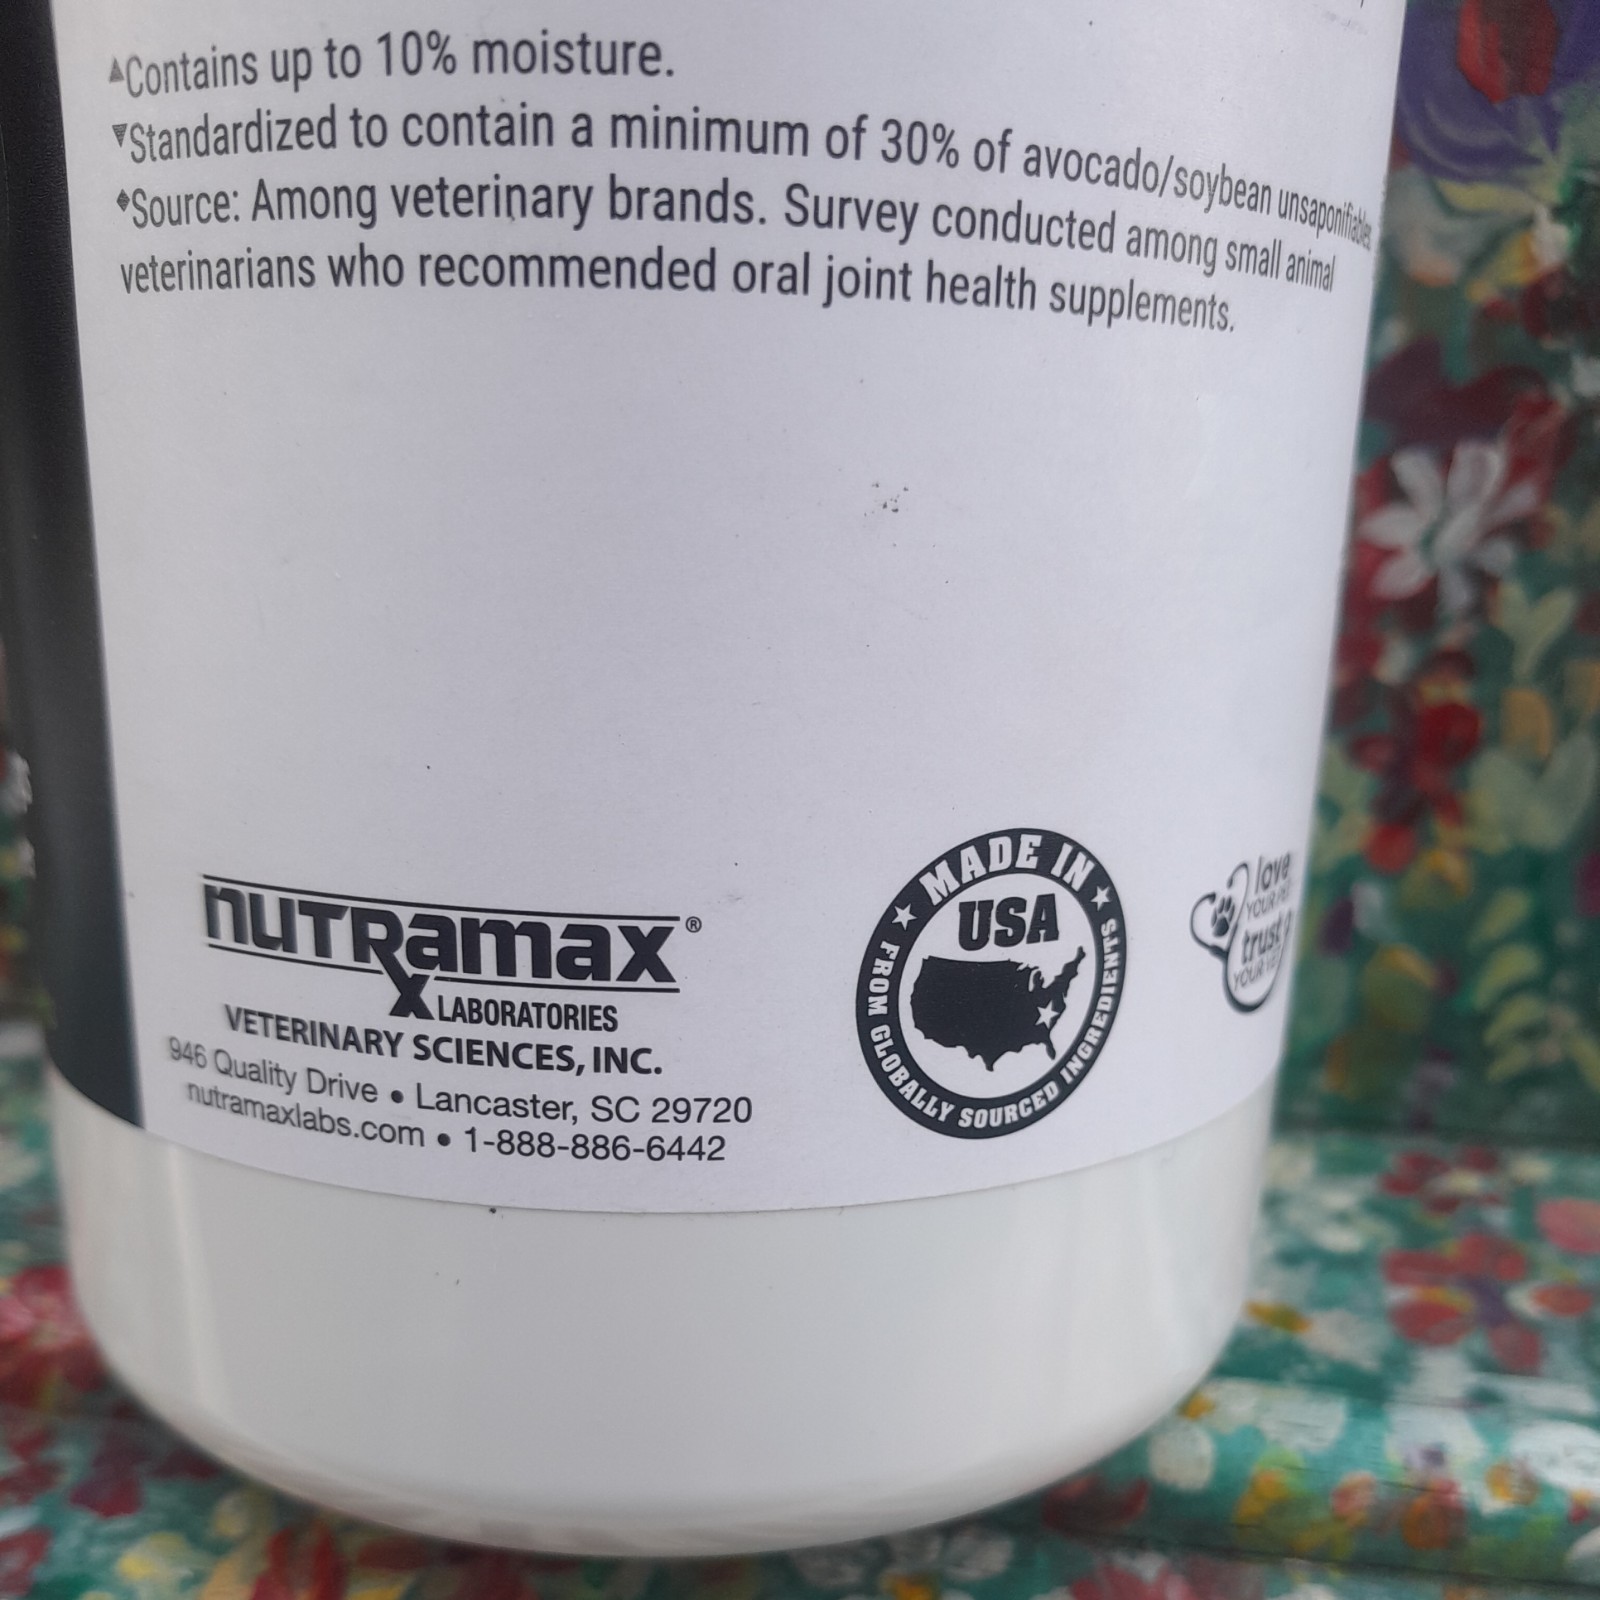 ▲Contains up to 10% moisture.
▼Standardized to contain a minimum of 30% of avocado/soybean unsaponifiables.
◆Source: Among veterinary brands. Survey conducted among small animal
veterinarians who recommended oral joint health supplements.
nutramax®
LABORATORIES
VETERINARY SCIENCES, INC.
946 Quality Drive • Lancaster, SC 29720
nutramaxlabs.com • 1-888-886-6442
★ MADE IN ★
USA
FROM GLOBALLY SOURCED INGREDIENTS
love
YOUR PET
trust
YOUR